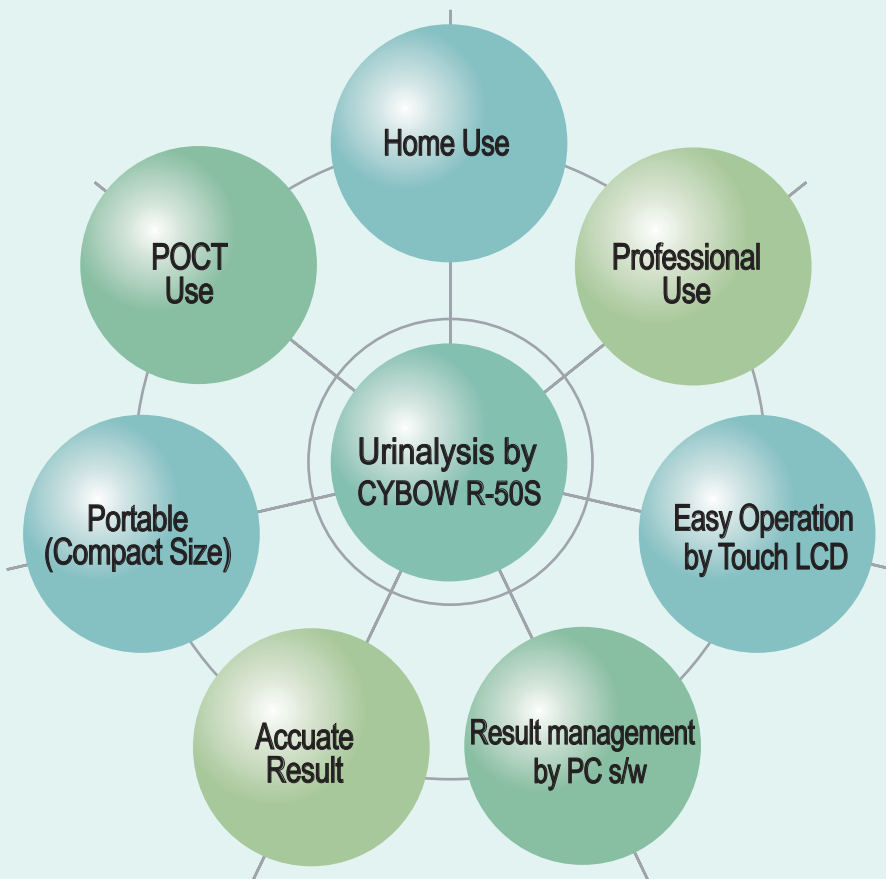 Home Use
POCT
Use
Professional
Use
Urinalysis by
CYBOW R-50S
Portable
(Compact Size)
Easy Operation
by Touch LCD
Accuate
Result
Result management
by PC s/w